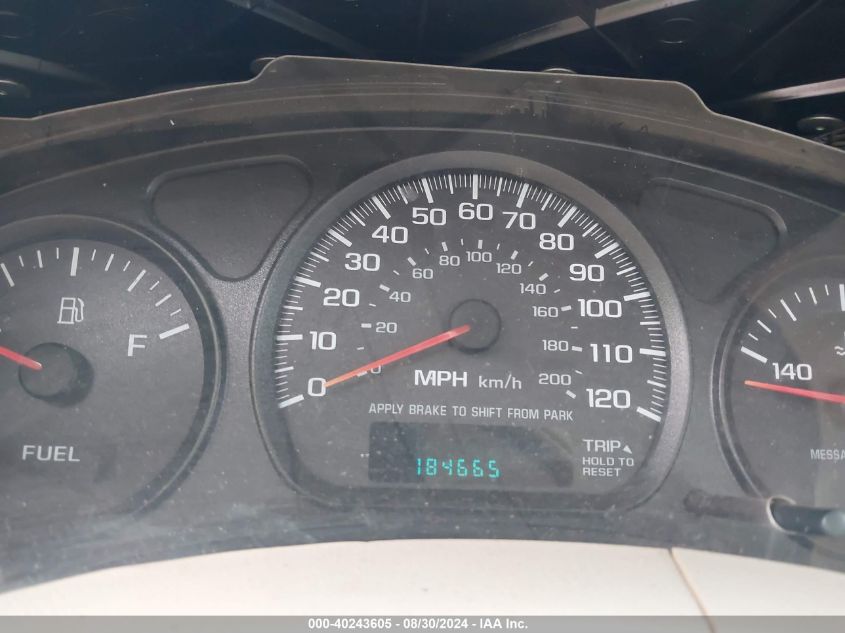 F
FUEL
0 10 20 30 40 50 60 70 80 90 100 110 120
20 40 60 80 100 120 140 160 180 200
MPH km/h
APPLY BRAKE TO SHIFT FROM PARK
184665
TRIP
HOLD TO
RESET
140
000-40243605 - 08/30/2024 - IAA Inc.